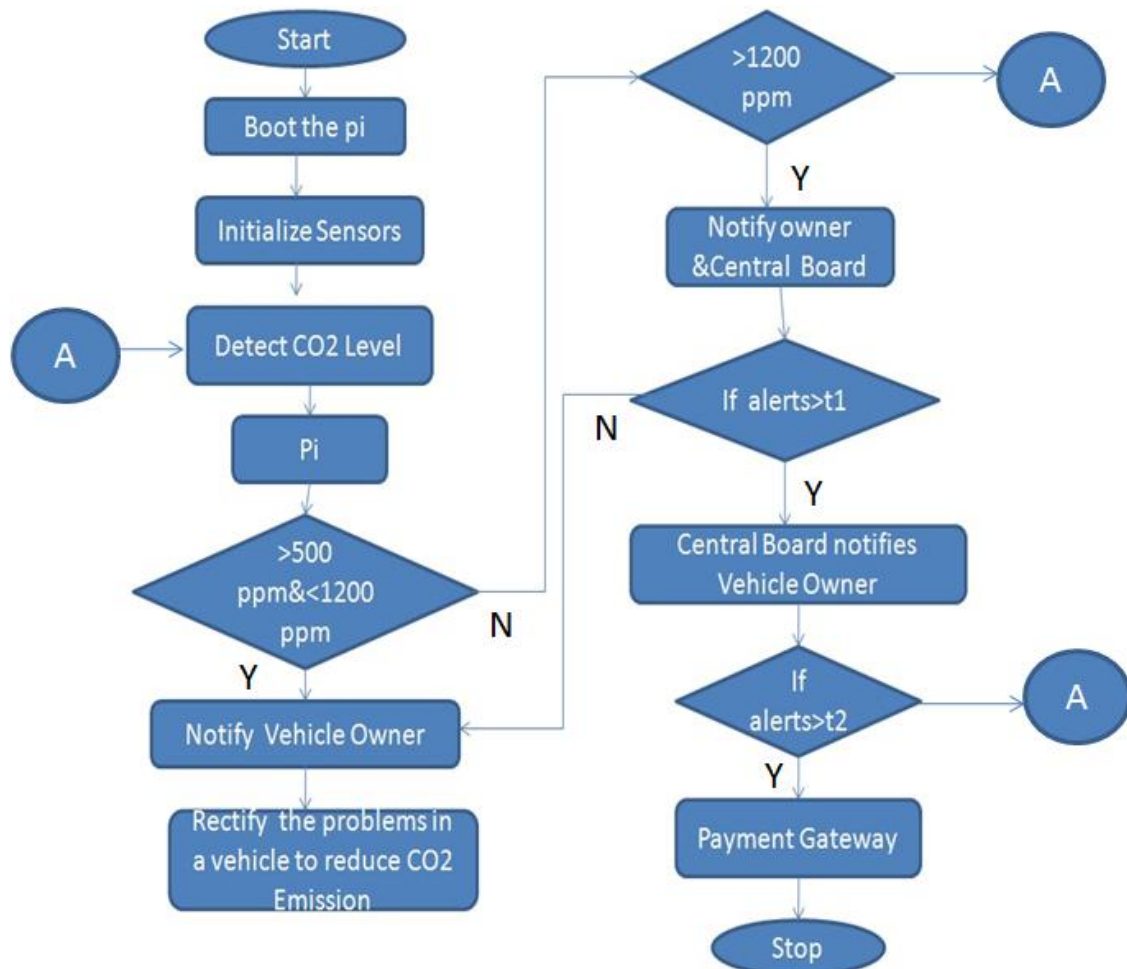 Start
Boot the pi
Initialize Sensors
A
Detect CO2 Level
Pi
>500
ppm&<1200
ppm
N
Y
Notify Vehicle Owner
Rectify the problems in
a vehicle to reduce CO2
Emission
>1200
ppm
A
Y
Notify owner
&Central Board
If alerts>t1
N
Y
Central Board notifies
Vehicle Owner
If
alerts>t2
A
Y
Payment Gateway
Stop